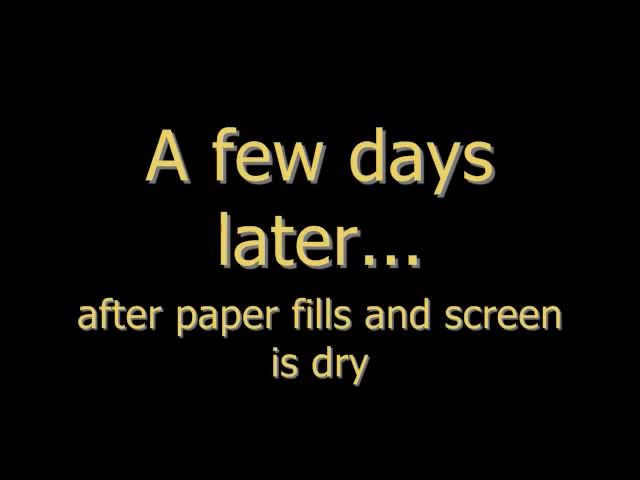 A few days
later...
after paper fills and screen
is dry